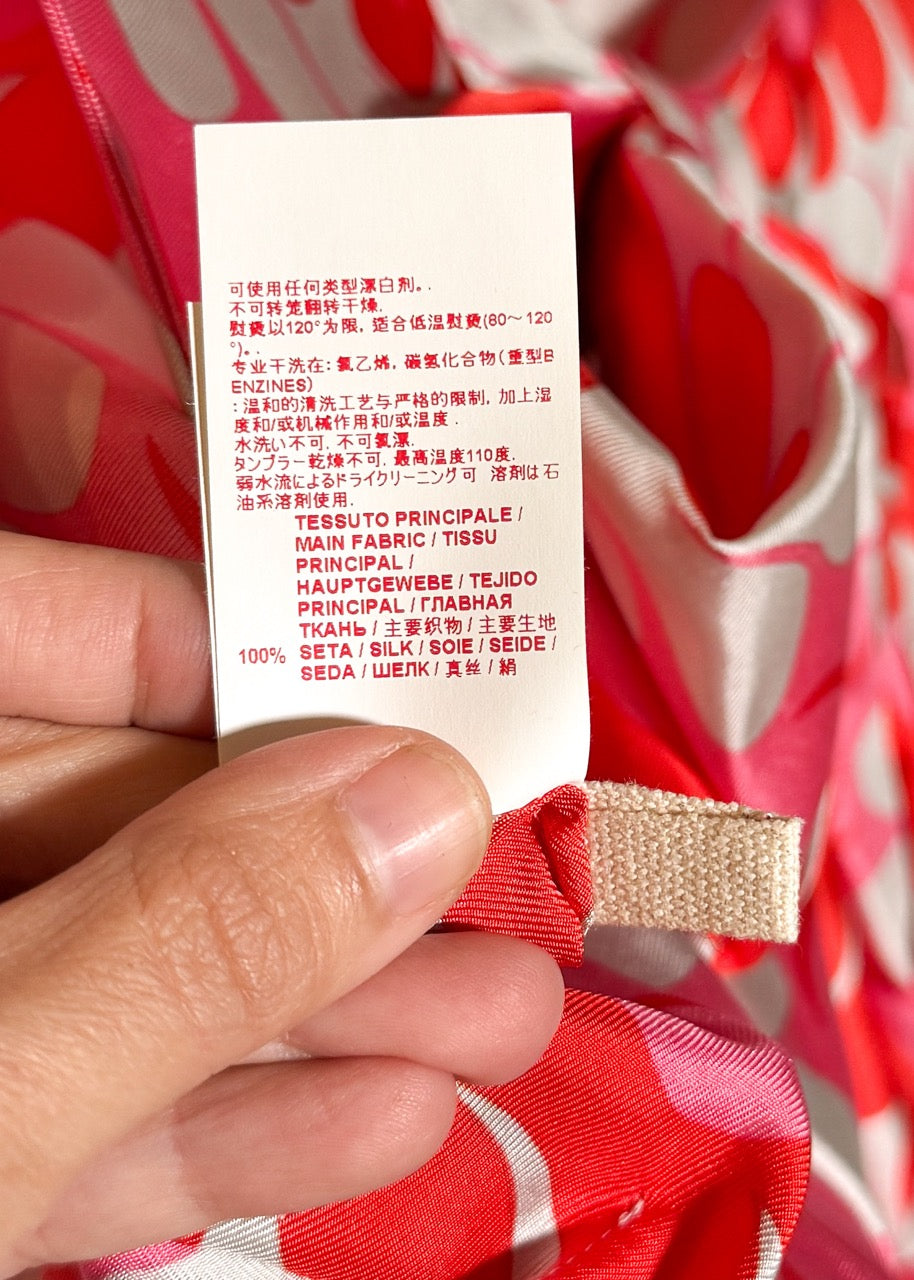 可使用任何类型漂白剂。.
不可转笼翻转干燥.
熨烫以120°为限, 适合低温熨烫(80～120
°)。.
专业干洗在: 氯乙烯, 碳氢化合物(重型B
ENZINES)
: 温和的清洗工艺与严格的限制, 加上湿
度和/或机械作用和/或温度 .
水洗い不可. 不可氯漂.
タンブラー乾燥不可. 最高温度110度.
弱水流によるドライクリーニング可 溶剤は石
油系溶剤使用.
TESSUTO PRINCIPALE /
MAIN FABRIC / TISSU
PRINCIPAL /
HAUPTGEWEBE / TEJIDO
PRINCIPAL / ГЛАВНАЯ
ТКАНЬ / 主要织物 / 主要生地
100% SETA / SILK / SOIE / SEIDE /
SEDA / ШЕЛК / 真丝 / 絹